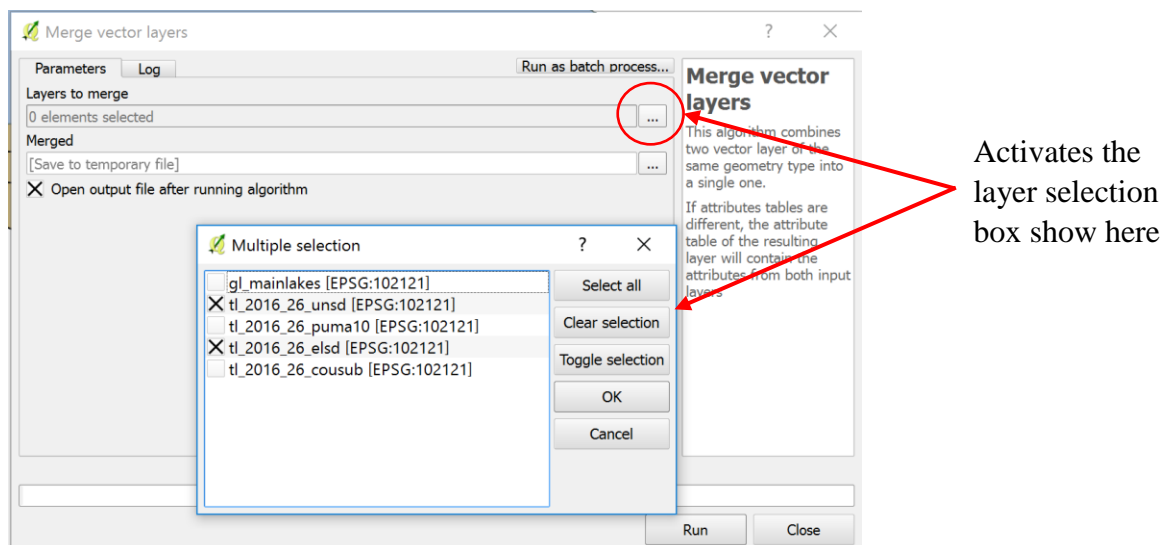 Merge vector layers
?
Parameters
Log
Run as batch process...
Layers to merge
0 elements selected
...
Merged
[Save to temporary file]
...
Open output file after running algorithm
Merge vector
layers
This algorithm combines
two vector layer of the
same geometry type into
a single one.
If attributes tables are
different, the attribute
table of the resulting
layer will contain the
attributes from both input
layers
Multiple selection
?
gl_mainlakes [EPSG:102121]
tl_2016_26_unsd [EPSG:102121]
tl_2016_26_puma10 [EPSG:102121]
tl_2016_26_elsd [EPSG:102121]
tl_2016_26_cousub [EPSG:102121]
Select all
Clear selection
Toggle selection
OK
Cancel
Run
Close
Activates the
layer selection
box show here